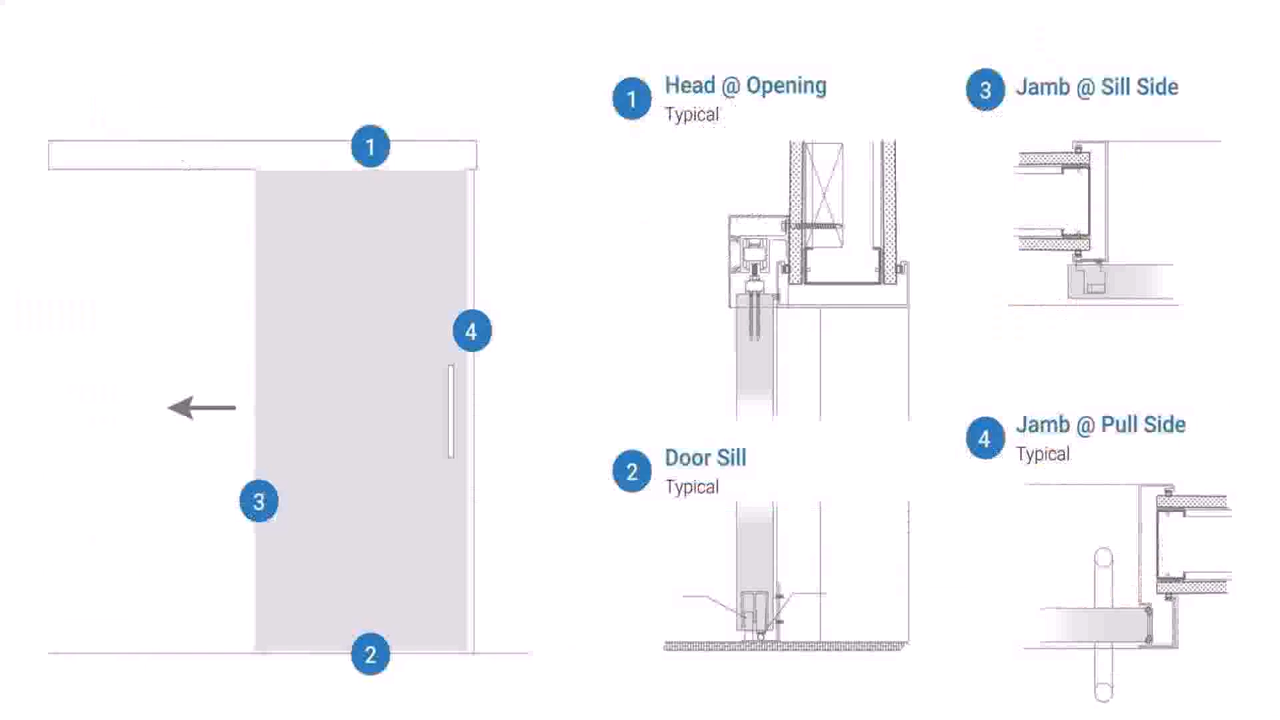 1
Head @ Opening
Typical
3
Jamb @ Sill Side
1
4
3
2
2
Door Sill
Typical
4
Jamb @ Pull Side
Typical